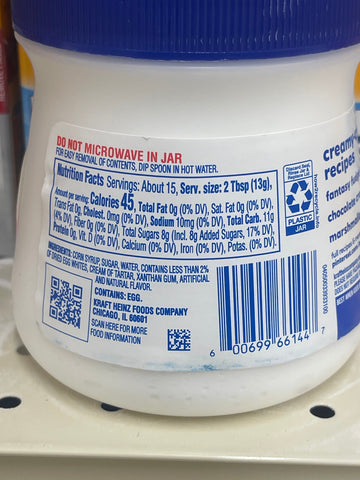 DO NOT MICROWAVE IN JAR
FOR EASY REMOVAL OF CONTENTS, DIP SPOON IN HOT WATER.
Nutrition Facts Servings: About 15, Serv. size: 2 Tbsp (13g),
Amount per serving: Calories 45, Total Fat 0g (0% DV), Sat. Fat 0g (0% DV),
Trans Fat 0g, Cholest. 0mg (0% DV), Sodium 10mg (0% DV), Total Carb. 11g
(4% DV), Fiber 0g (0% DV), Total Sugars 8g (Incl. 8g Added Sugars, 17% DV),
Protein 0g, Vit. D (0% DV), Calcium (0% DV), Iron (0% DV), Potas. (0% DV).
INGREDIENTS: CORN SYRUP, SUGAR, WATER, CONTAINS LESS THAN 2%
OF DRIED EGG WHITES, CREAM OF TARTAR, XANTHAN GUM, ARTIFICIAL
AND NATURAL FLAVOR.
CONTAINS: EGG.
KRAFT HEINZ FOODS COMPANY
CHICAGO, IL 60601
SCAN HERE FOR
MORE INFORMATION
6 00699 66144 7
how2recycle.info
PLASTIC
JAR
creamy
recipe
fantasy
chocolate
marsh